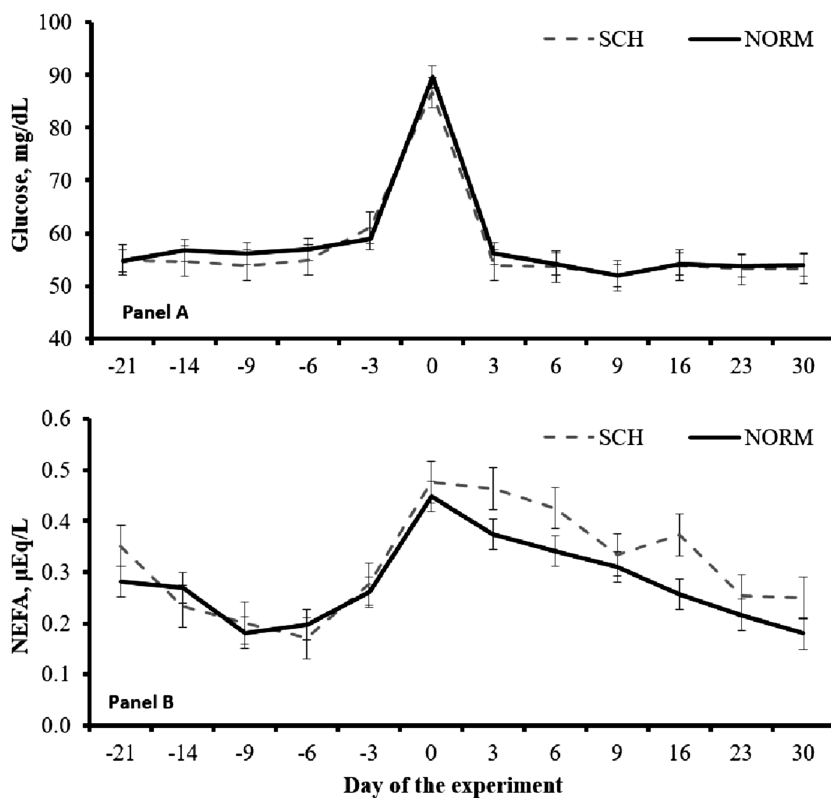 100
90
80
70
60
50
40
Glucose, mg/dL
SCH NORM
Panel A
-21 -14 -9 -6 -3 0 3 6 9 16 23 30
0.6
0.5
0.4
0.3
0.2
0.1
0.0
NEFA, µEq/L
SCH NORM
Panel B
-21 -14 -9 -6 -3 0 3 6 9 16 23 30
Day of the experiment